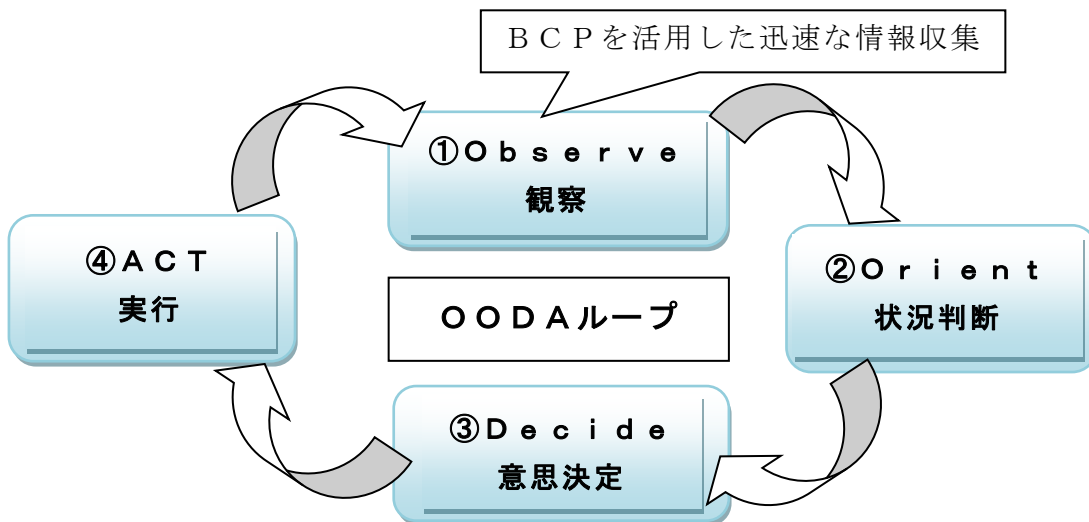 ＢＣＰを活用した迅速な情報収集
①Ｏｂｓｅｒｖｅ
観察
②Ｏｒｉｅｎｔ
状況判断
③Ｄｅｃｉｄｅ
意思決定
④ＡＣＴ
実行
ＯＯＤＡループ